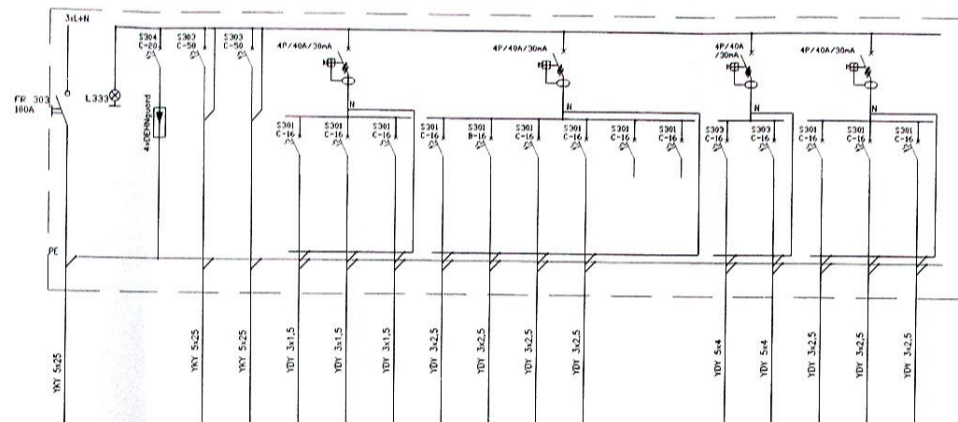 3xL+N
S304
C-20
S303
C-50
S303
C-50
4P/40A/30mA
4P/40A/30mA
4P/40A
/30mA
4P/40A/30mA
FR 303
100A
L333
4xDEHNguard
N
N
N
N
S301
C-16
S301
C-16
S301
C-16
S301
C-16
S301
B-16
S301
C-16
S301
C-16
S301
C-16
S301
C-16
S303
C-16
S303
C-16
S301
C-16
S301
C-16
S301
C-16
PE
YKY 5x25
YKY 5x25
YKY 5x25
YDY 3x1,5
YDY 3x1,5
YDY 3x1,5
YDY 3x2,5
YDY 3x2,5
YDY 3x2,5
YDY 3x2,5
YDY 5x4
YDY 5x4
YDY 3x2,5
YDY 3x2,5
YDY 3x2,5